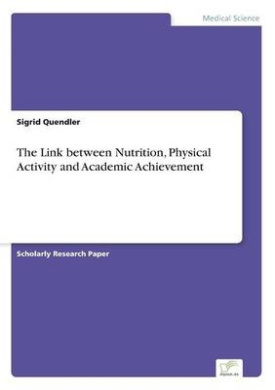 Medical Science
Sigrid Quendler
The Link between Nutrition, Physical
Activity and Academic Achievement
Scholarly Research Paper